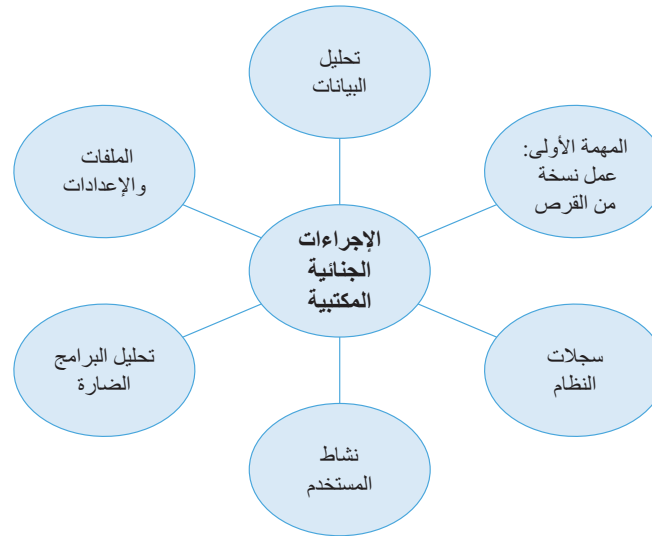 تحليل
البيانات
المهمة الأولى:
عمل نسخة
من القرص
الملفات
والإعدادات
الإجراءات
الجنائية
المكتبية
سجلات
النظام
تحليل البرامج
الضارة
نشاط
المستخدم